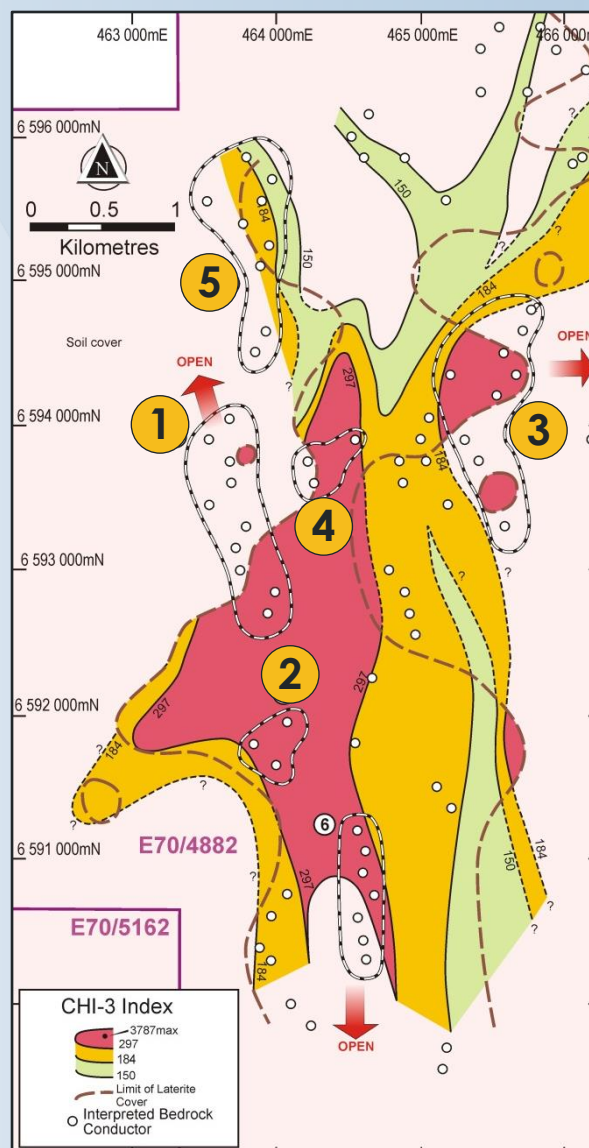 463 000mE
464 000mE
465 000mE
466 000mE
6 596 000mN
N
0 0.5 1
Kilometres
150
184
150
?
?
184
?
6 595 000mN
5
Soil cover
OPEN
OPEN
297
?
1
3
6 594 000mN
184
4
6 593 000mN
?
?
?
2
297
297
6 592 000mN
184
?
?
?
?
6
6 591 000mN
E70/4882
?
297
184
150
?
?
E70/5162
184
OPEN
CHI-3 Index
3787max
297
184
150
Limit of Laterite
Cover
Interpreted Bedrock
Conductor